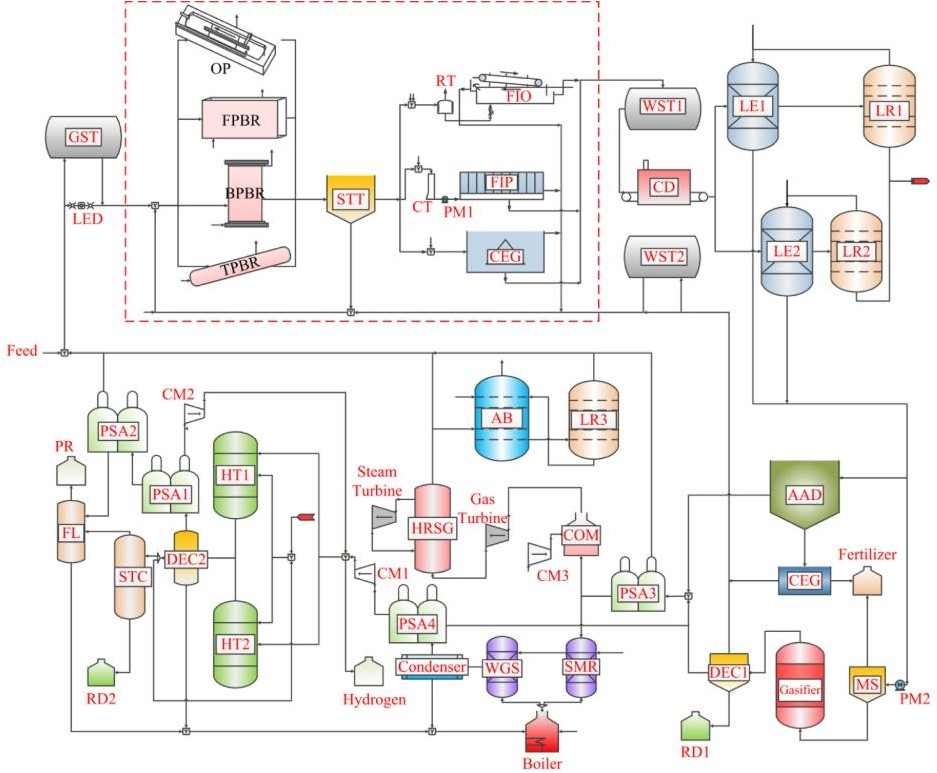 OP
FPBR
BPBR
TPBR
GST
LED
STT
RT
FIO
CT
PM1
FIP
CEG
WST1
CD
WST2
LE1
LR1
LE2
LR2
Feed
PSA2
CM2
PSA1
PR
FL
STC
DEC2
HT1
HT2
RD2
AB
LR3
Steam
Turbine
HRSG
Gas
Turbine
COM
CM3
CM1
PSA4
PSA3
Condenser
WGS
SMR
Hydrogen
Boiler
AAD
CEG
Fertilizer
DEC1
Gasifier
MS
PM2
RD1